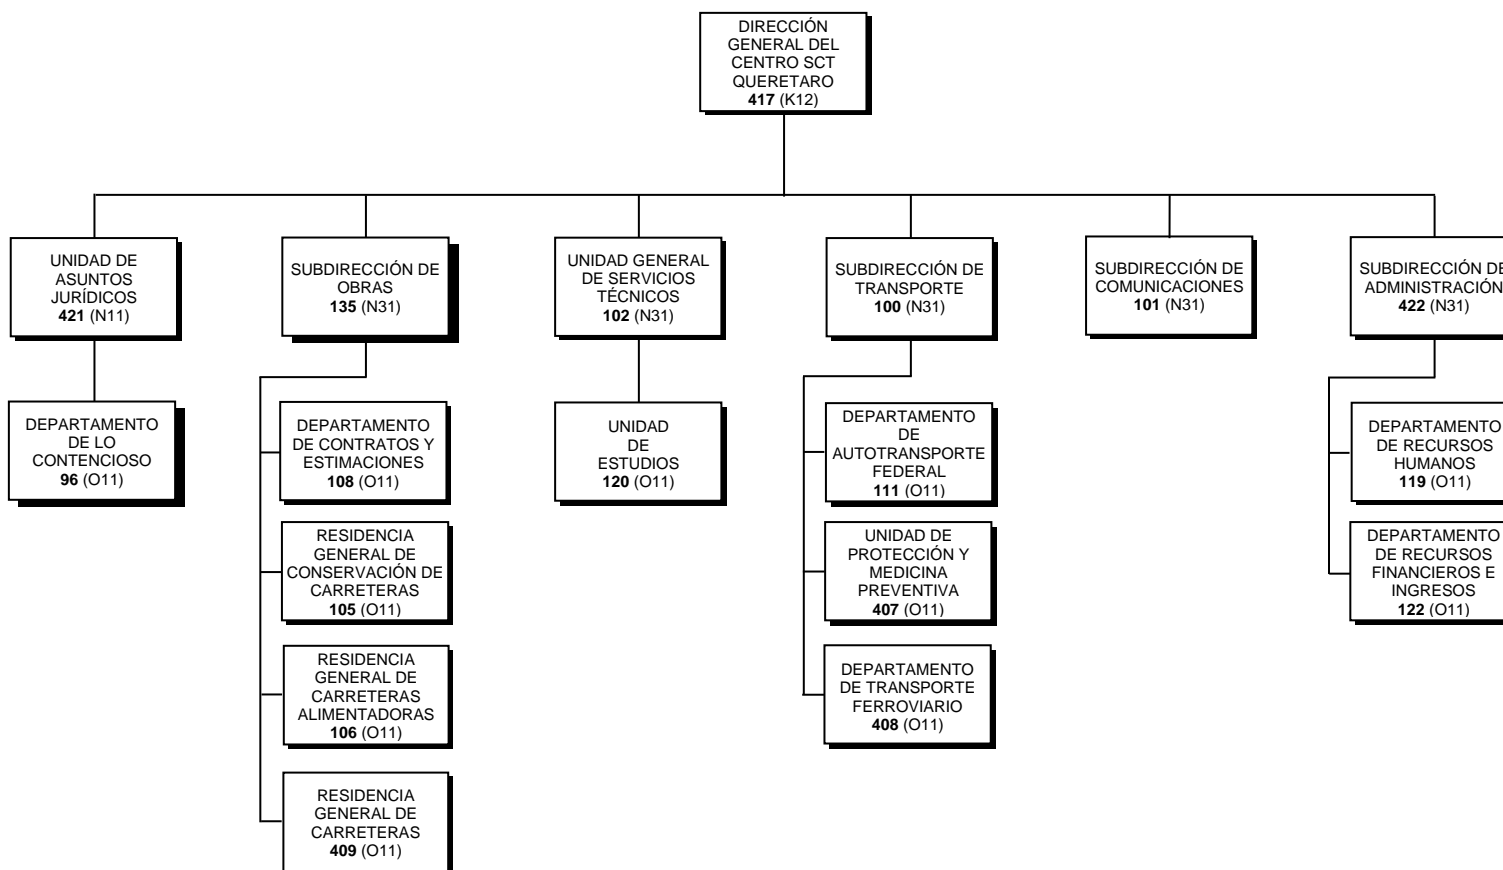 DIRECCIÓN
GENERAL DEL
CENTRO SCT
QUERETARO
417 (K12)
UNIDAD DE
ASUNTOS
JURÍDICOS
421 (N11)
SUBDIRECCIÓN DE
OBRAS
135 (N31)
UNIDAD GENERAL
DE SERVICIOS
TÉCNICOS
102 (N31)
SUBDIRECCIÓN DE
TRANSPORTE
100 (N31)
SUBDIRECCIÓN DE
COMUNICACIONES
101 (N31)
SUBDIRECCIÓN DE
ADMINISTRACIÓN
422 (N31)
DEPARTAMENTO
DE LO
CONTENCIOSO
96 (O11)
DEPARTAMENTO
DE CONTRATOS Y
ESTIMACIONES
108 (O11)
RESIDENCIA
GENERAL DE
CONSERVACIÓN DE
CARRETERAS
105 (O11)
RESIDENCIA
GENERAL DE
CARRETERAS
ALIMENTADORAS
106 (O11)
RESIDENCIA
GENERAL DE
CARRETERAS
409 (O11)
UNIDAD
DE
ESTUDIOS
120 (O11)
DEPARTAMENTO
DE
AUTOTRANSPORTE
FEDERAL
111 (O11)
UNIDAD DE
PROTECCIÓN Y
MEDICINA
PREVENTIVA
407 (O11)
DEPARTAMENTO
DE TRANSPORTE
FERROVIARIO
408 (O11)
DEPARTAMENTO
DE RECURSOS
HUMANOS
119 (O11)
DEPARTAMENTO
DE RECURSOS
FINANCIEROS E
INGRESOS
122 (O11)